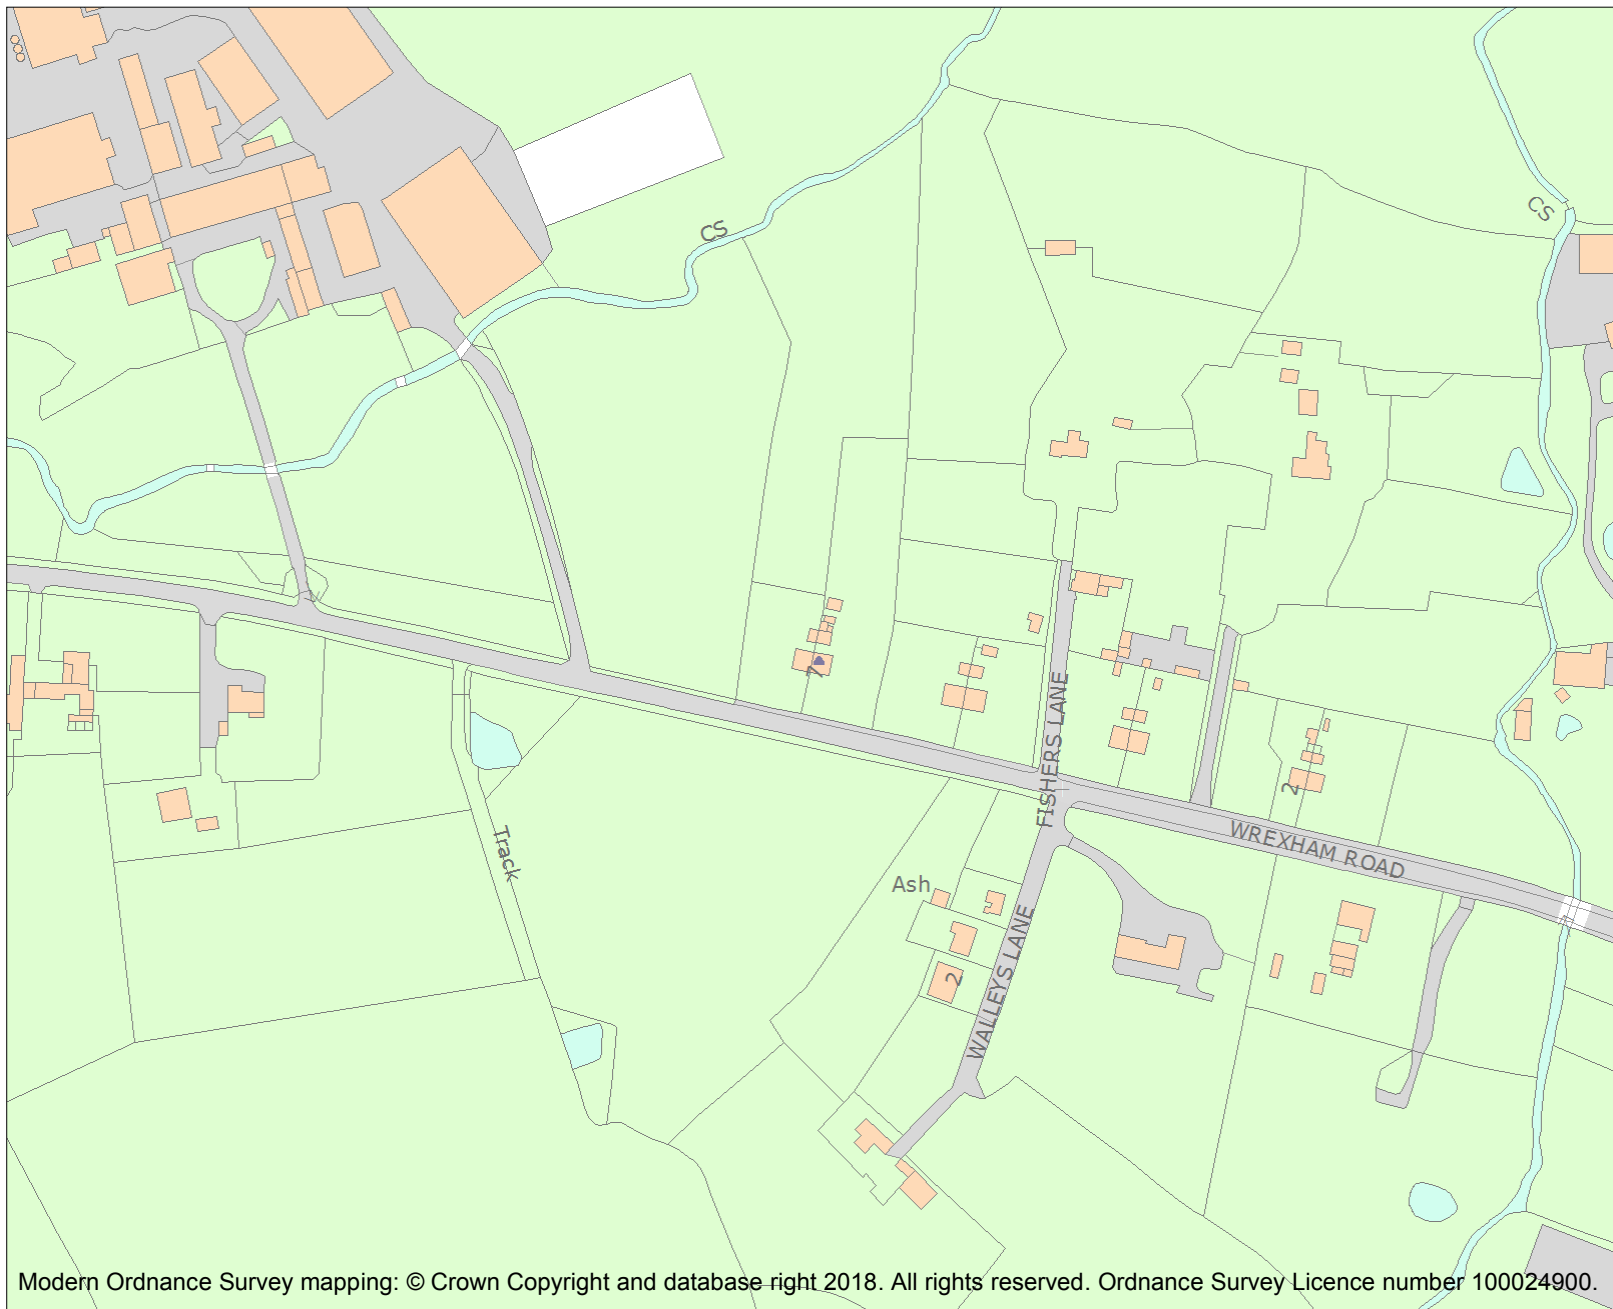 CS
CS
7
FISHERS LANE
2
WREXHAM ROAD
Track
Ash
2
WALLEYS LANE
Modern Ordnance Survey mapping: © Crown Copyright and database right 2018. All rights reserved. Ordnance Survey Licence number 100024900.